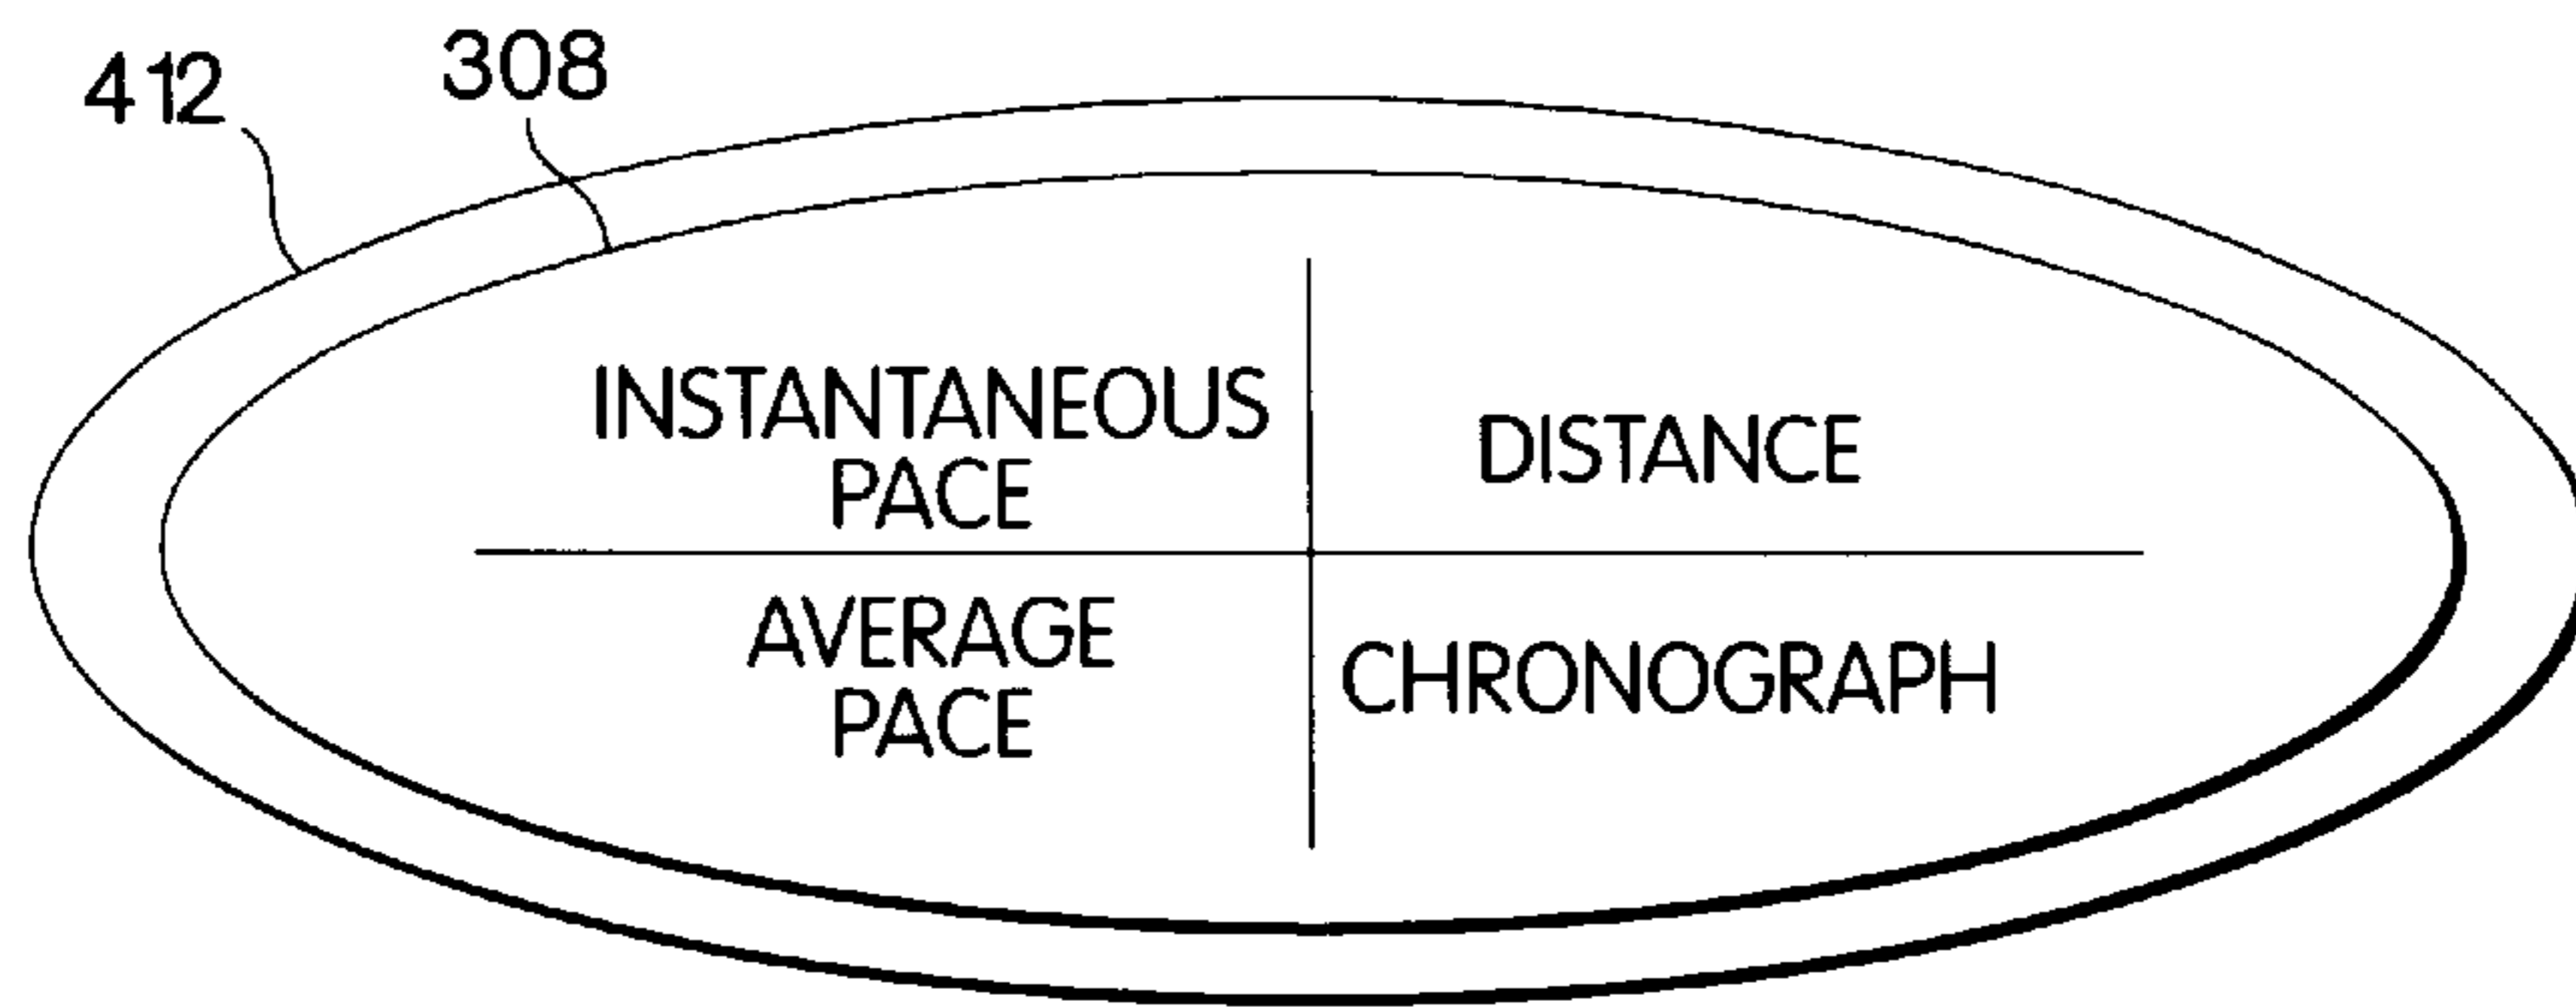 412
308
INSTANTANEOUS
PACE
DISTANCE
AVERAGE
PACE
CHRONOGRAPH